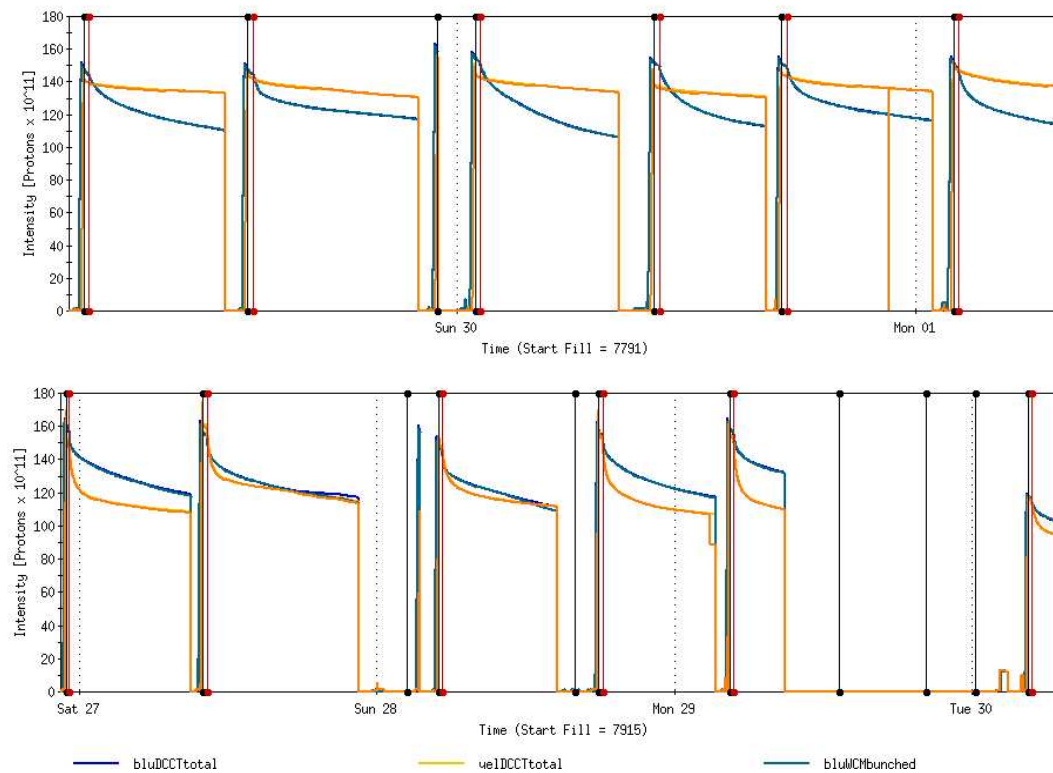 180
160
140
120
100
80
60
40
20
0
Intensity [Protons x 10^11]
Sun 30
Mon 01
Time (Start Fill = 7791)
180
160
140
120
100
80
60
40
20
0
Intensity [Protons x 10^11]
Sat 27
Sun 28
Mon 29
Tue 30
Time (Start Fill = 7915)
bluDCCTtotal
yelDCCTtotal
bluWCMbunched